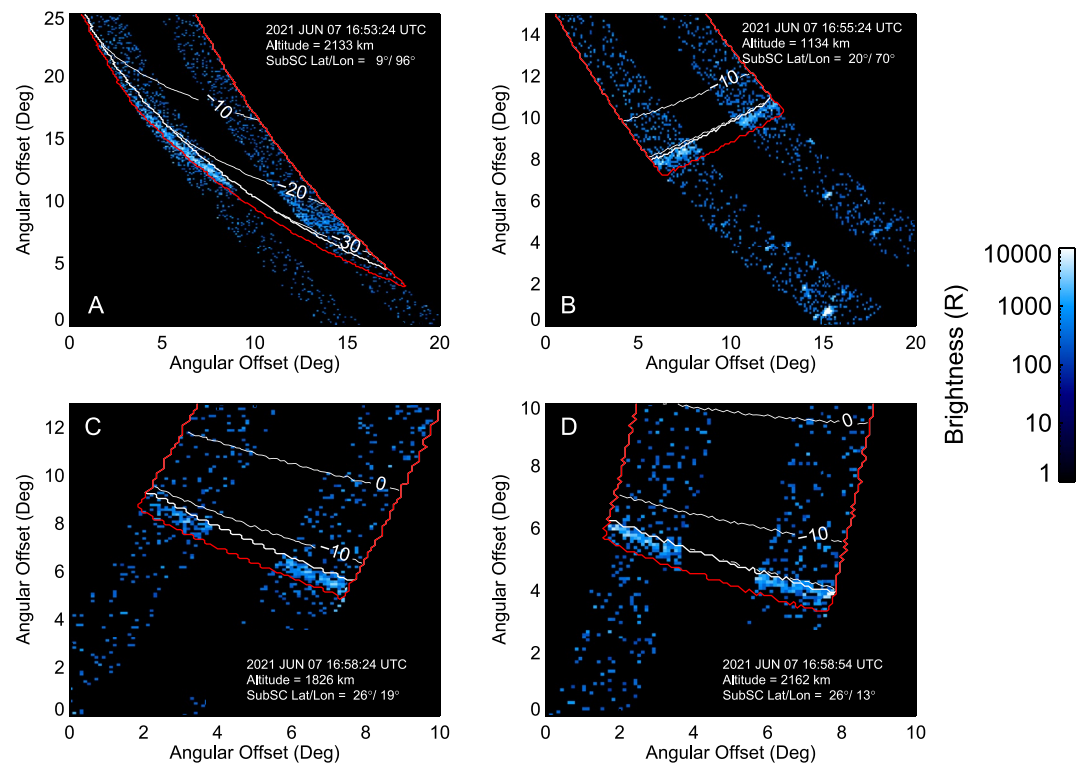 2021 JUN 07 16:53:24 UTC
Altitude = 2133 km
SubSC Lat/Lon = 9°/ 96°
25
20
15
10
5
0
Angular Offset (Deg)
−10
−20
−30
A
0 5 10 15 20
Angular Offset (Deg)
2021 JUN 07 16:55:24 UTC
Altitude = 1134 km
SubSC Lat/Lon = 20°/ 70°
14
12
10
8
6
4
2
0
Angular Offset (Deg)
−10
B
0 5 10 15 20
Angular Offset (Deg)
Brightness (R)
10000
1000
100
10
1
C
12
10
8
6
4
2
0
Angular Offset (Deg)
0
−10
2021 JUN 07 16:58:24 UTC
Altitude = 1826 km
SubSC Lat/Lon = 26°/ 19°
0 2 4 6 8 10
Angular Offset (Deg)
D
10
8
6
4
2
0
Angular Offset (Deg)
0
−10
2021 JUN 07 16:58:54 UTC
Altitude = 2162 km
SubSC Lat/Lon = 26°/ 13°
0 2 4 6 8 10
Angular Offset (Deg)